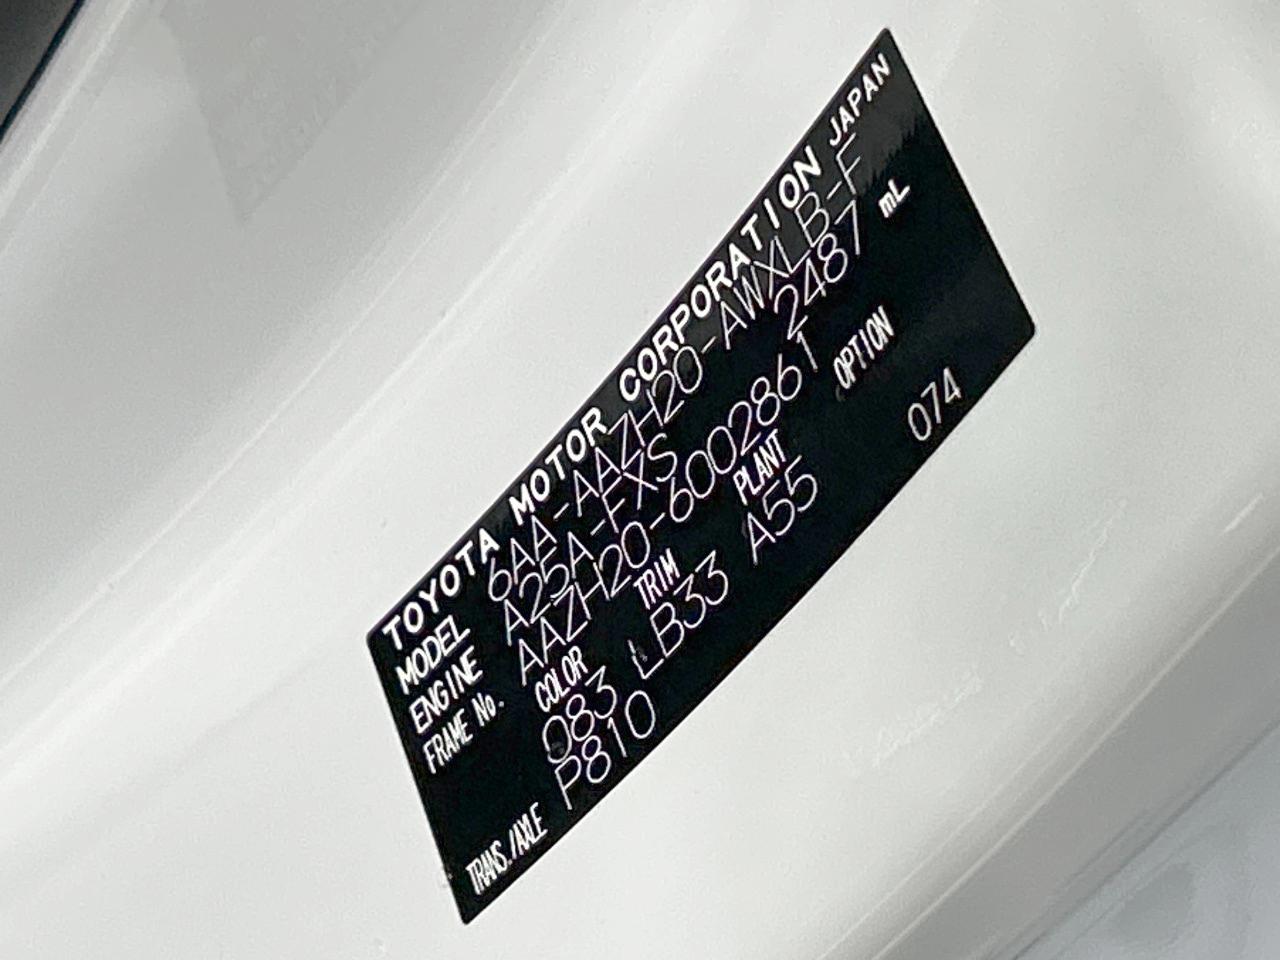 TOYOTA MOTOR CORPORATION JAPAN
MODEL 6AA-AAZH20-AWXLB-F
ENGINE A25A-FXS 2487 mL
FRAME No. AAZH20-6002861
COLOR TRIM PLANT OPTION
083 LB33 A55 074
TRANS./AXLE P810